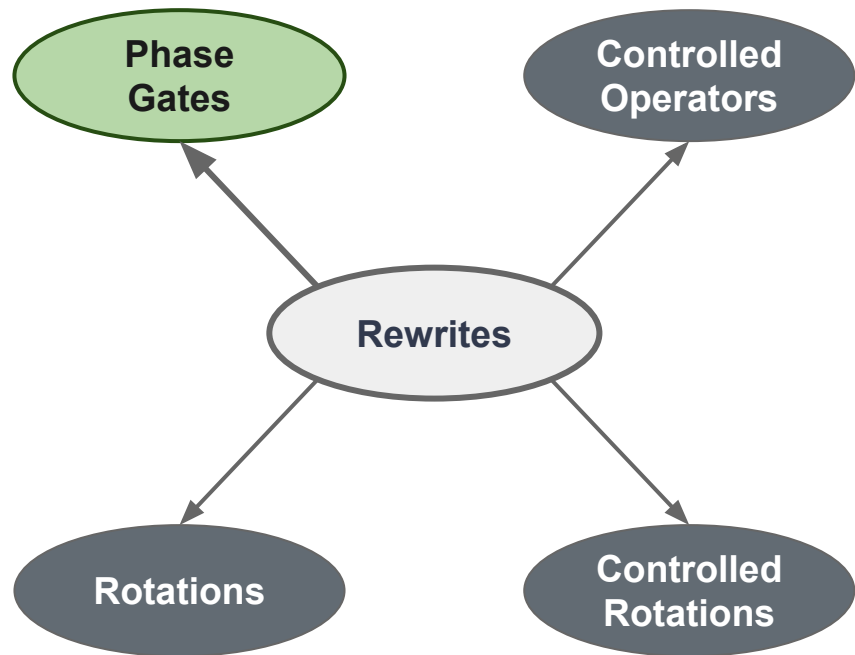 Phase
Gates
Controlled
Operators
Rewrites
Rotations
Controlled
Rotations